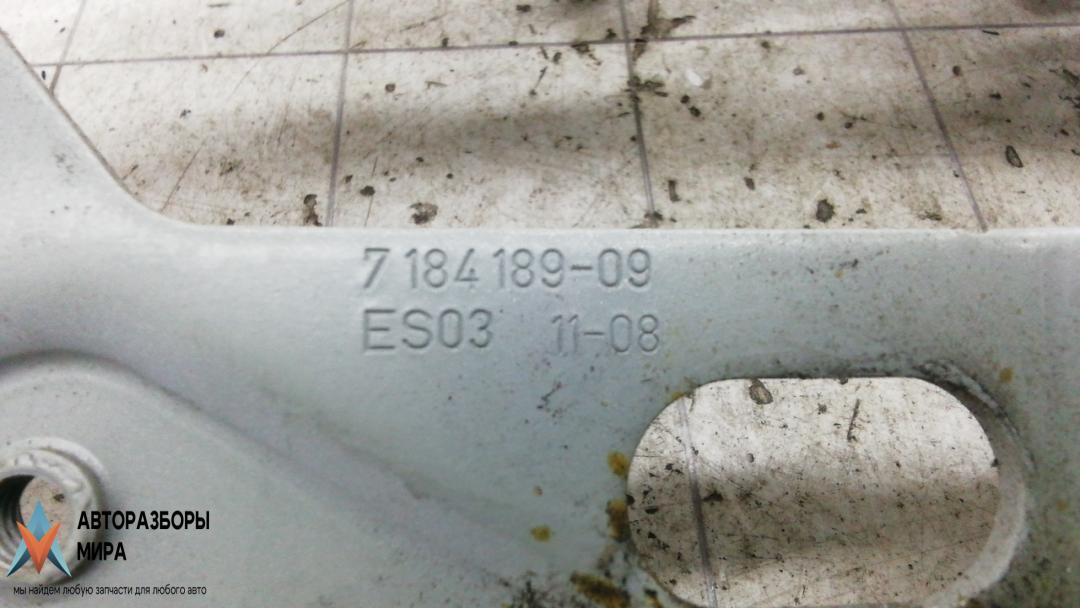 7 184 189-09
ES03 11-08
АВТОРАЗБОРЫ
МИРА
мы найдем любую запчасти для любого авто